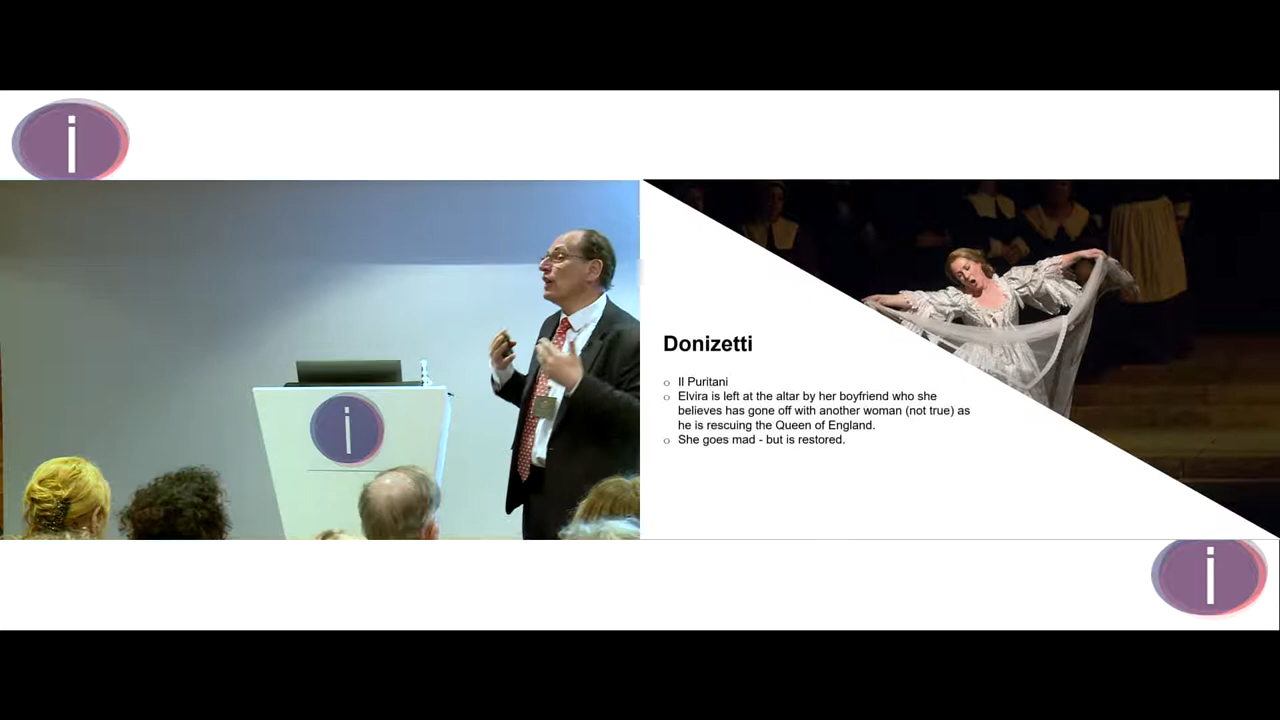 i
i
Donizetti
Il Puritani
Elvira is left at the altar by her boyfriend who she
believes has gone off with another woman (not true) as
he is rescuing the Queen of England.
She goes mad - but is restored.
i